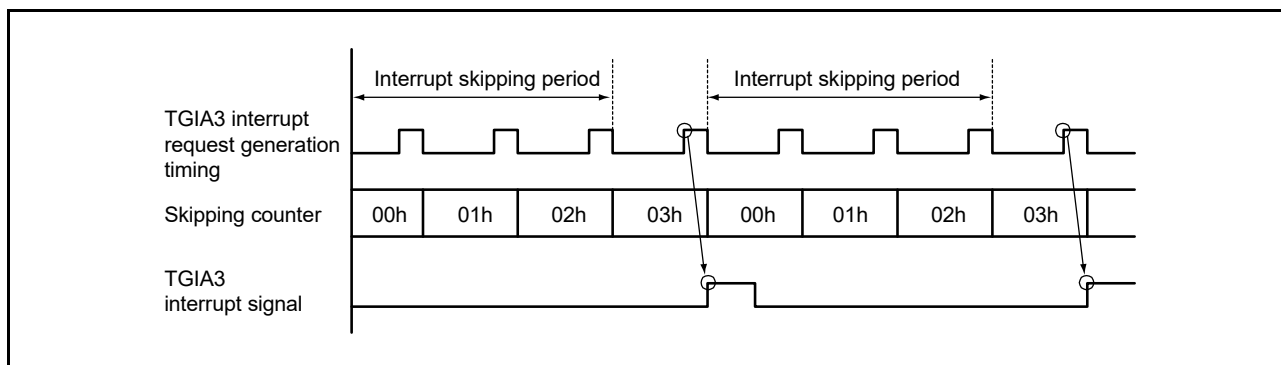 Interrupt skipping period
Interrupt skipping period
TGIA3 interrupt
request generation
timing
Skipping counter
00h 01h 02h 03h 00h 01h 02h 03h
TGIA3
interrupt signal